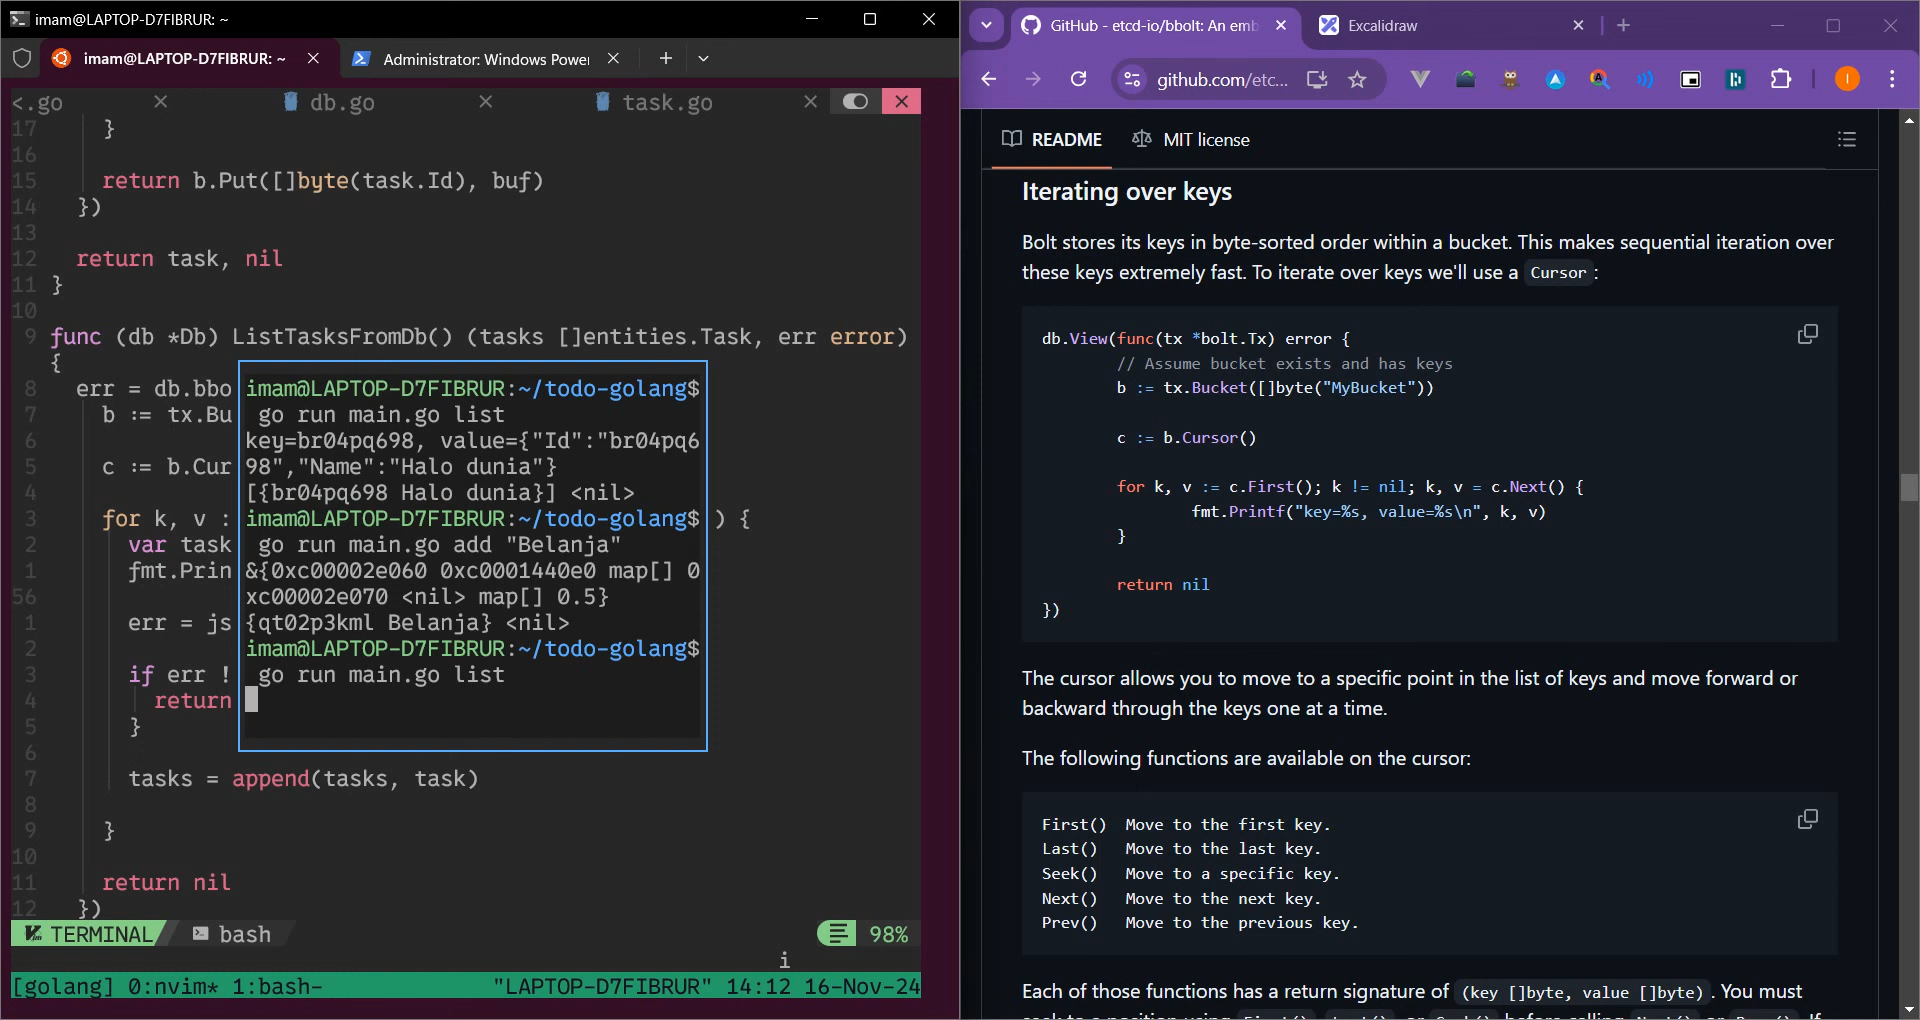 imam@LAPTOP-D7FIBRUR: ~
imam@LAPTOP-D7FIBRUR: ~
Administrator: Windows Power
<.go
db.go
task.go
17 }
16
15 return b.Put([]byte(task.Id), buf)
14 })
13
12 return task, nil
11 }
10
9 func (db *Db) ListTasksFromDb() (tasks []entities.Task, err error)
{
8 err = db.bbo
7 b := tx.Bu
6
5 c := b.Cur
4
3 for k, v : ) {
2 var task
1 fmt.Prin
56
1 err = js
2
3 if err !
4 return
5 }
6
7 tasks = append(tasks, task)
8
9 }
10
11 return nil
12 })
imam@LAPTOP-D7FIBRUR:~/todo-golang$
go run main.go list
key=br04pq698, value={"Id":"br04pq6
98","Name":"Halo dunia"}
[{br04pq698 Halo dunia}] <nil>
imam@LAPTOP-D7FIBRUR:~/todo-golang$
go run main.go add "Belanja"
&{0xc00002e060 0xc0001440e0 map[] 0
xc00002e070 <nil> map[] 0.5}
{qt02p3kml Belanja} <nil>
imam@LAPTOP-D7FIBRUR:~/todo-golang$
go run main.go list
TERMINAL bash 98%
i
[golang] 0:nvim* 1:bash- "LAPTOP-D7FIBRUR" 14:12 16-Nov-24
GitHub - etcd-io/bbolt: An emb
Excalidraw
github.com/etc...
I
README
MIT license
Iterating over keys
Bolt stores its keys in byte-sorted order within a bucket. This makes sequential iteration over
these keys extremely fast. To iterate over keys we'll use a Cursor :
db.View(func(tx *bolt.Tx) error {
// Assume bucket exists and has keys
b := tx.Bucket([]byte("MyBucket"))
c := b.Cursor()
for k, v := c.First(); k != nil; k, v = c.Next() {
fmt.Printf("key=%s, value=%s\n", k, v)
}
return nil
})
The cursor allows you to move to a specific point in the list of keys and move forward or
backward through the keys one at a time.
The following functions are available on the cursor:
First() Move to the first key.
Last() Move to the last key.
Seek() Move to a specific key.
Next() Move to the next key.
Prev() Move to the previous key.
Each of those functions has a return signature of (key []byte, value []byte) . You must